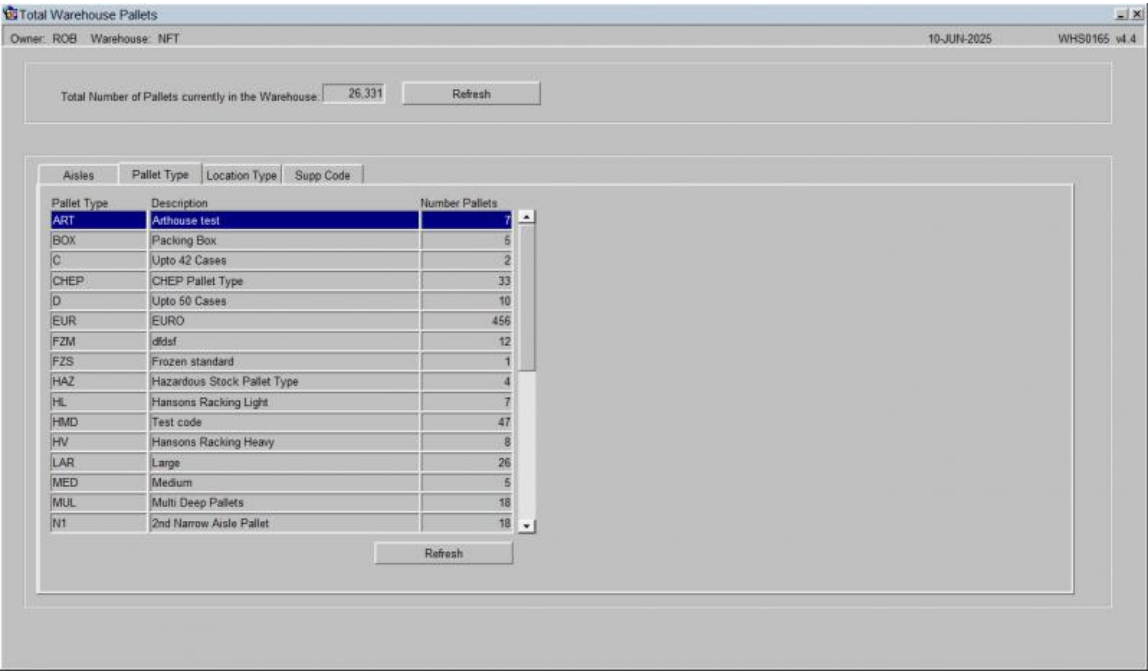 Total Warehouse Pallets
Owner: ROB Warehouse: NFT 10-JUN-2025 WHS0165 v4.4
Total Number of Pallets currently in the Warehouse: 26,331 Refresh
Aisles Pallet Type Location Type Supp Code
Pallet Type Description Number Pallets
ART Arthouse test 7
BOX Packing Box 5
C Upto 42 Cases 2
CHEP CHEP Pallet Type 33
D Upto 50 Cases 10
EUR EURO 456
FZM dfdsf 12
FZS Frozen standard 1
HAZ Hazardous Stock Pallet Type 4
HL Hansons Racking Light 7
HMD Test code 47
HV Hansons Racking Heavy 8
LAR Large 26
MED Medium 5
MUL Multi Deep Pallets 18
N1 2nd Narrow Aisle Pallet 18
Refresh